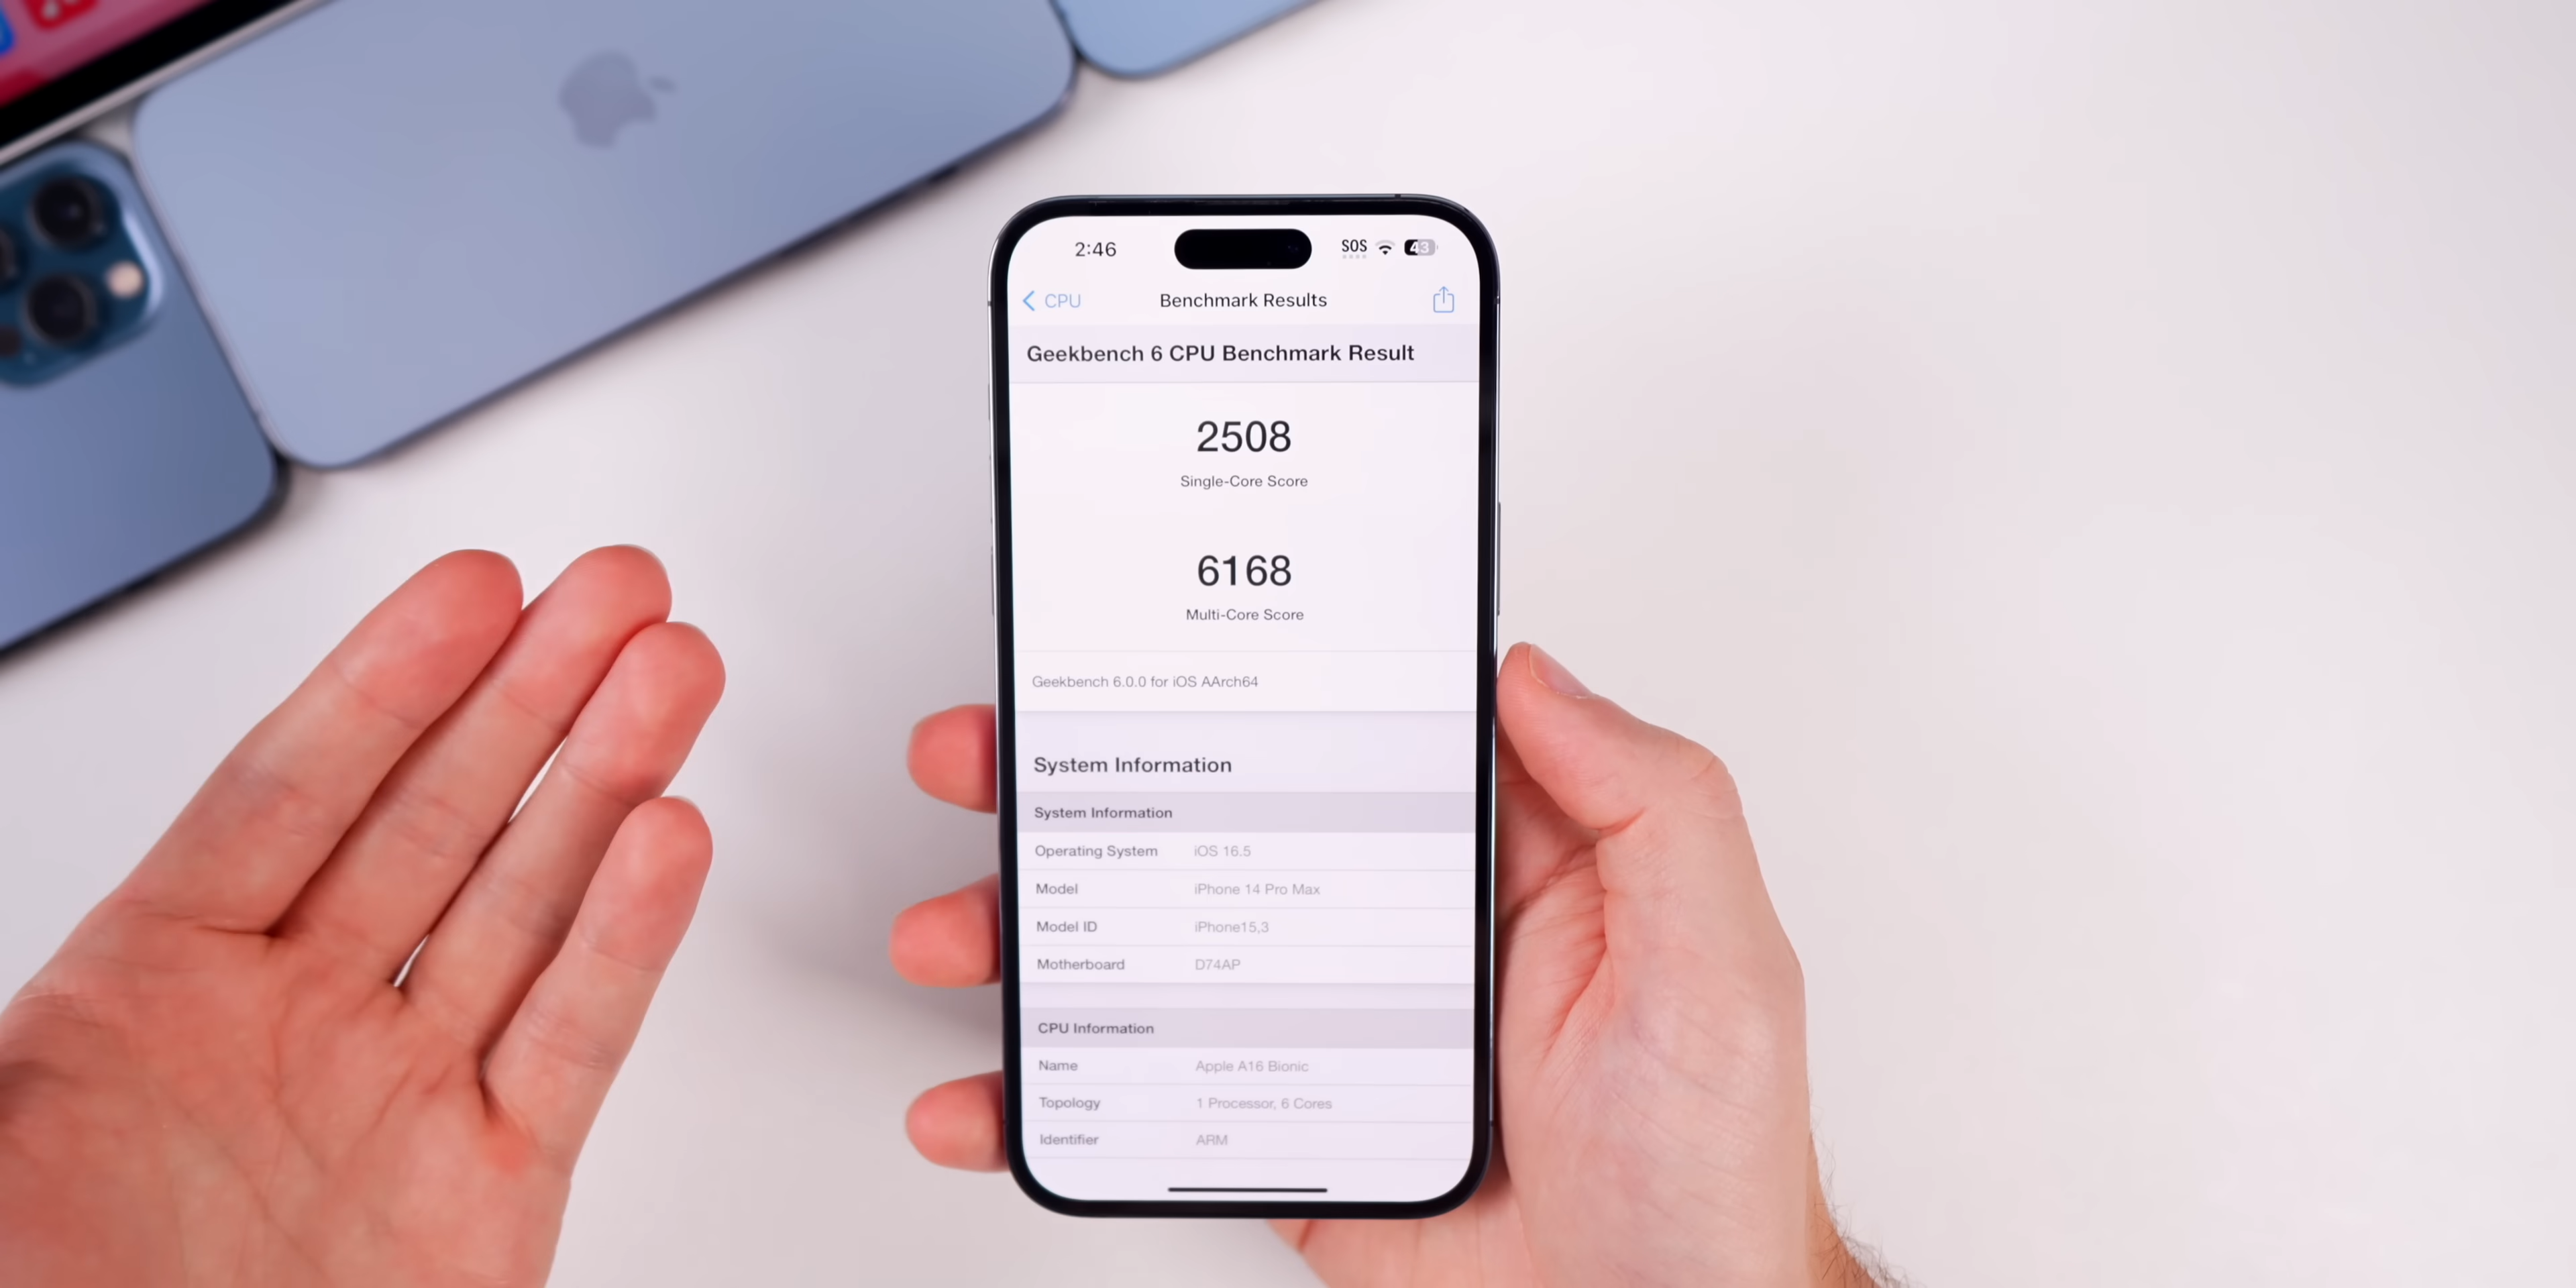 2:46
SOS
43
CPU
Benchmark Results
Geekbench 6 CPU Benchmark Result
2508
Single-Core Score
6168
Multi-Core Score
Geekbench 6.0.0 for iOS AArch64
System Information
System Information
Operating System iOS 16.5
Model iPhone 14 Pro Max
Model ID iPhone15,3
Motherboard D74AP
CPU Information
Name Apple A16 Bionic
Topology 1 Processor, 6 Cores
Identifier ARM